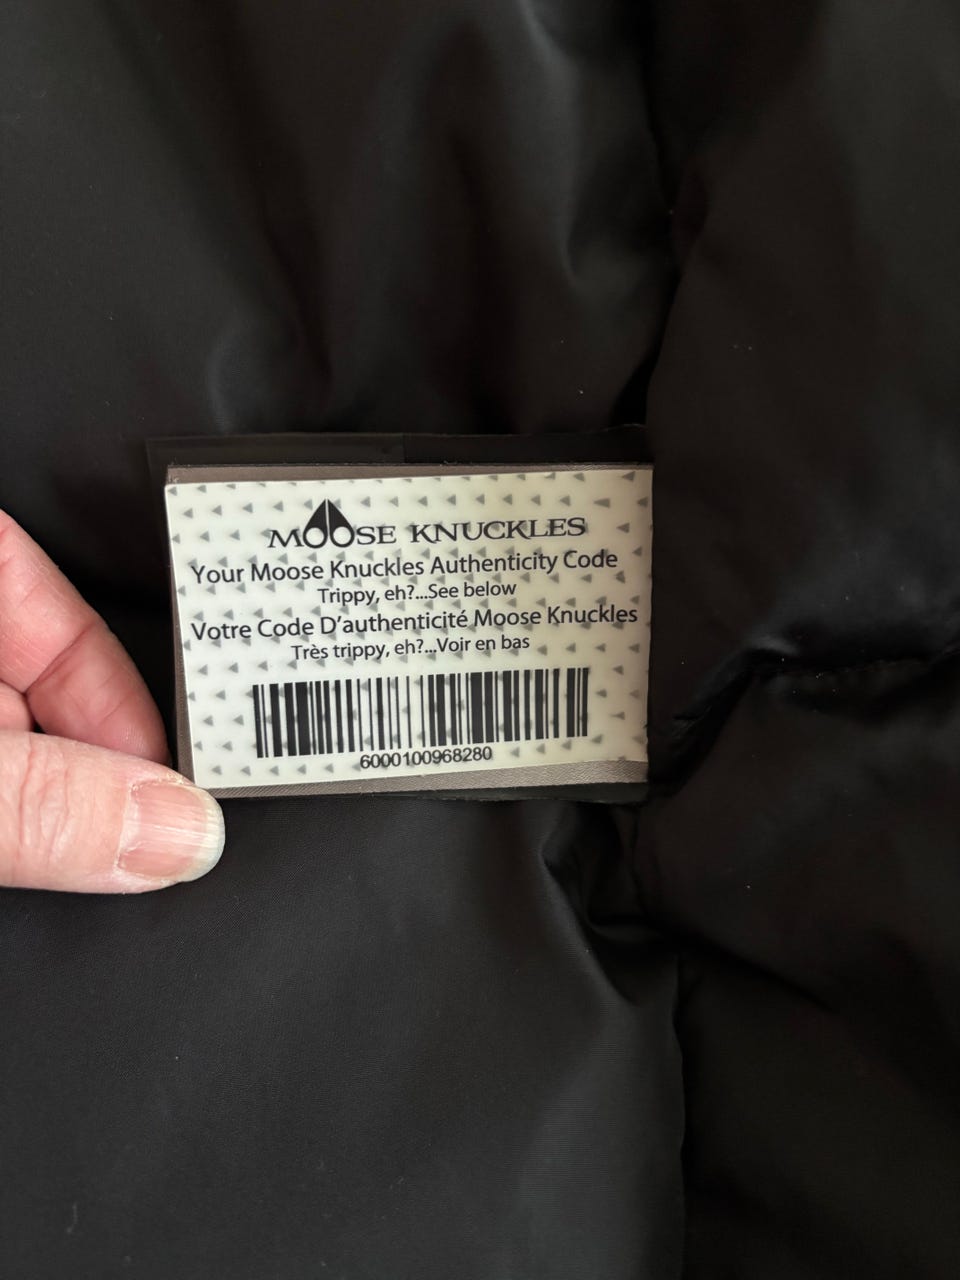 MOOSE KNUCKLES
Your Moose Knuckles Authenticity Code
Trippy, eh?...See below
Votre Code D'authenticité Moose Knuckles
Très trippy, eh?...Voir en bas
6000100968280